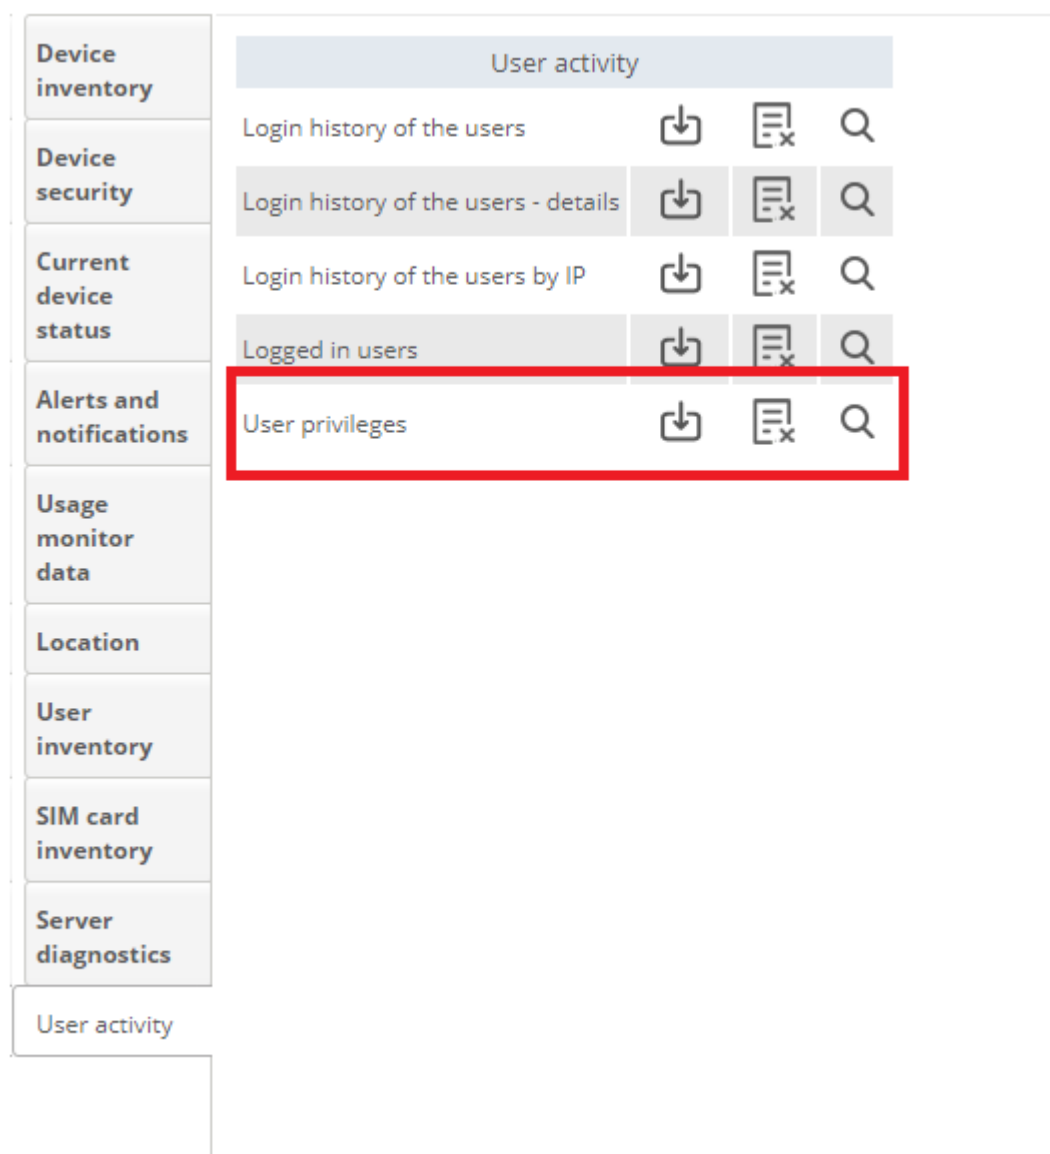 Device
inventory
Device
security
Current
device
status
Alerts and
notifications
Usage
monitor
data
Location
User
inventory
SIM card
inventory
Server
diagnostics
User activity
User activity
Login history of the users
Login history of the users - details
Login history of the users by IP
Logged in users
User privileges